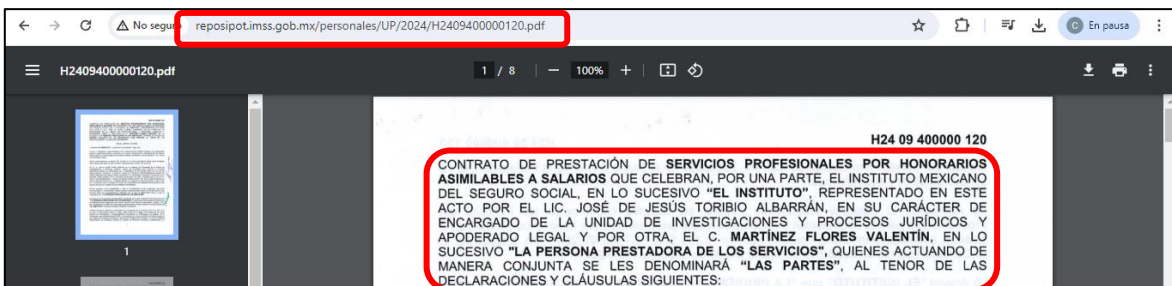 No seguro reposipot.imss.gob.mx/personales/UP/2024/H2409400000120.pdf
C En pausa
H2409400000120.pdf 1 / 8 100%
H24 09 400000 120
CONTRATO DE PRESTACIÓN DE SERVICIOS PROFESIONALES POR HONORARIOS
ASIMILABLES A SALARIOS QUE CELEBRAN, POR UNA PARTE, EL INSTITUTO MEXICANO
DEL SEGURO SOCIAL, EN LO SUCESIVO "EL INSTITUTO", REPRESENTADO EN ESTE
ACTO POR EL LIC. JOSÉ DE JESÚS TORIBIO ALBARRÁN, EN SU CARÁCTER DE
ENCARGADO DE LA UNIDAD DE INVESTIGACIONES Y PROCESOS JURÍDICOS Y
APODERADO LEGAL Y POR OTRA, EL C. MARTÍNEZ FLORES VALENTÍN, EN LO
SUCESIVO "LA PERSONA PRESTADORA DE LOS SERVICIOS", QUIENES ACTUANDO DE
MANERA CONJUNTA SE LES DENOMINARÁ "LAS PARTES", AL TENOR DE LAS
DECLARACIONES Y CLÁUSULAS SIGUIENTES:
1